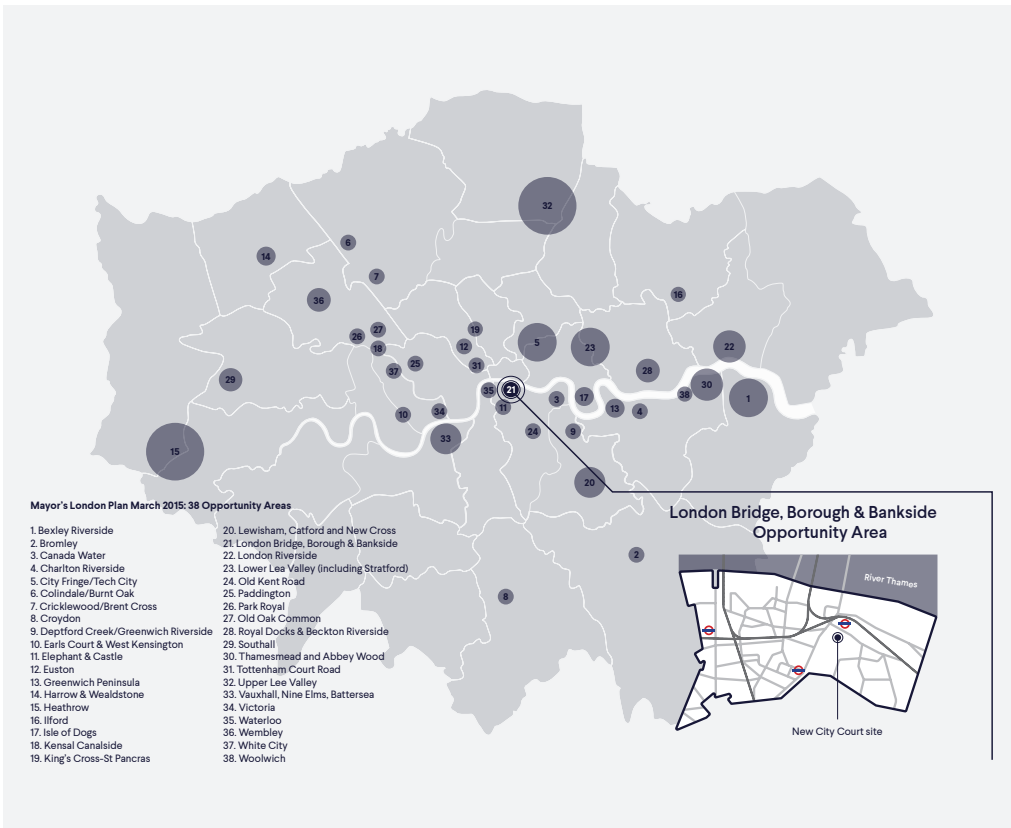 32
6
14
7
16
36
27
19
26
5
12
18
23
22
25
31
37
28
29
30
35
21
38
1
3
17
11
13
34
4
10
24
9
33
15
20
Mayor's London Plan March 2015: 38 Opportunity Areas
1. Bexley Riverside
2. Bromley
3. Canada Water
4. Charlton Riverside
5. City Fringe/Tech City
6. Colindale/Burnt Oak
7. Cricklewood/Brent Cross
8. Croydon
9. Deptford Creek/Greenwich Riverside
10. Earls Court & West Kensington
11. Elephant & Castle
12. Euston
13. Greenwich Peninsula
14. Harrow & Wealdstone
15. Heathrow
16. Ilford
17. Isle of Dogs
18. Kensal Canalside
19. King's Cross-St Pancras
20. Lewisham, Catford and New Cross
21. London Bridge, Borough & Bankside
22. London Riverside
23. Lower Lea Valley (including Stratford)
24. Old Kent Road
25. Paddington
26. Park Royal
27. Old Oak Common
28. Royal Docks & Beckton Riverside
29. Southall
30. Thamesmead and Abbey Wood
31. Tottenham Court Road
32. Upper Lee Valley
33. Vauxhall, Nine Elms, Battersea
34. Victoria
35. Waterloo
36. Wembley
37. White City
38. Woolwich
2
8
London Bridge, Borough & Bankside
Opportunity Area
River Thames
New City Court site